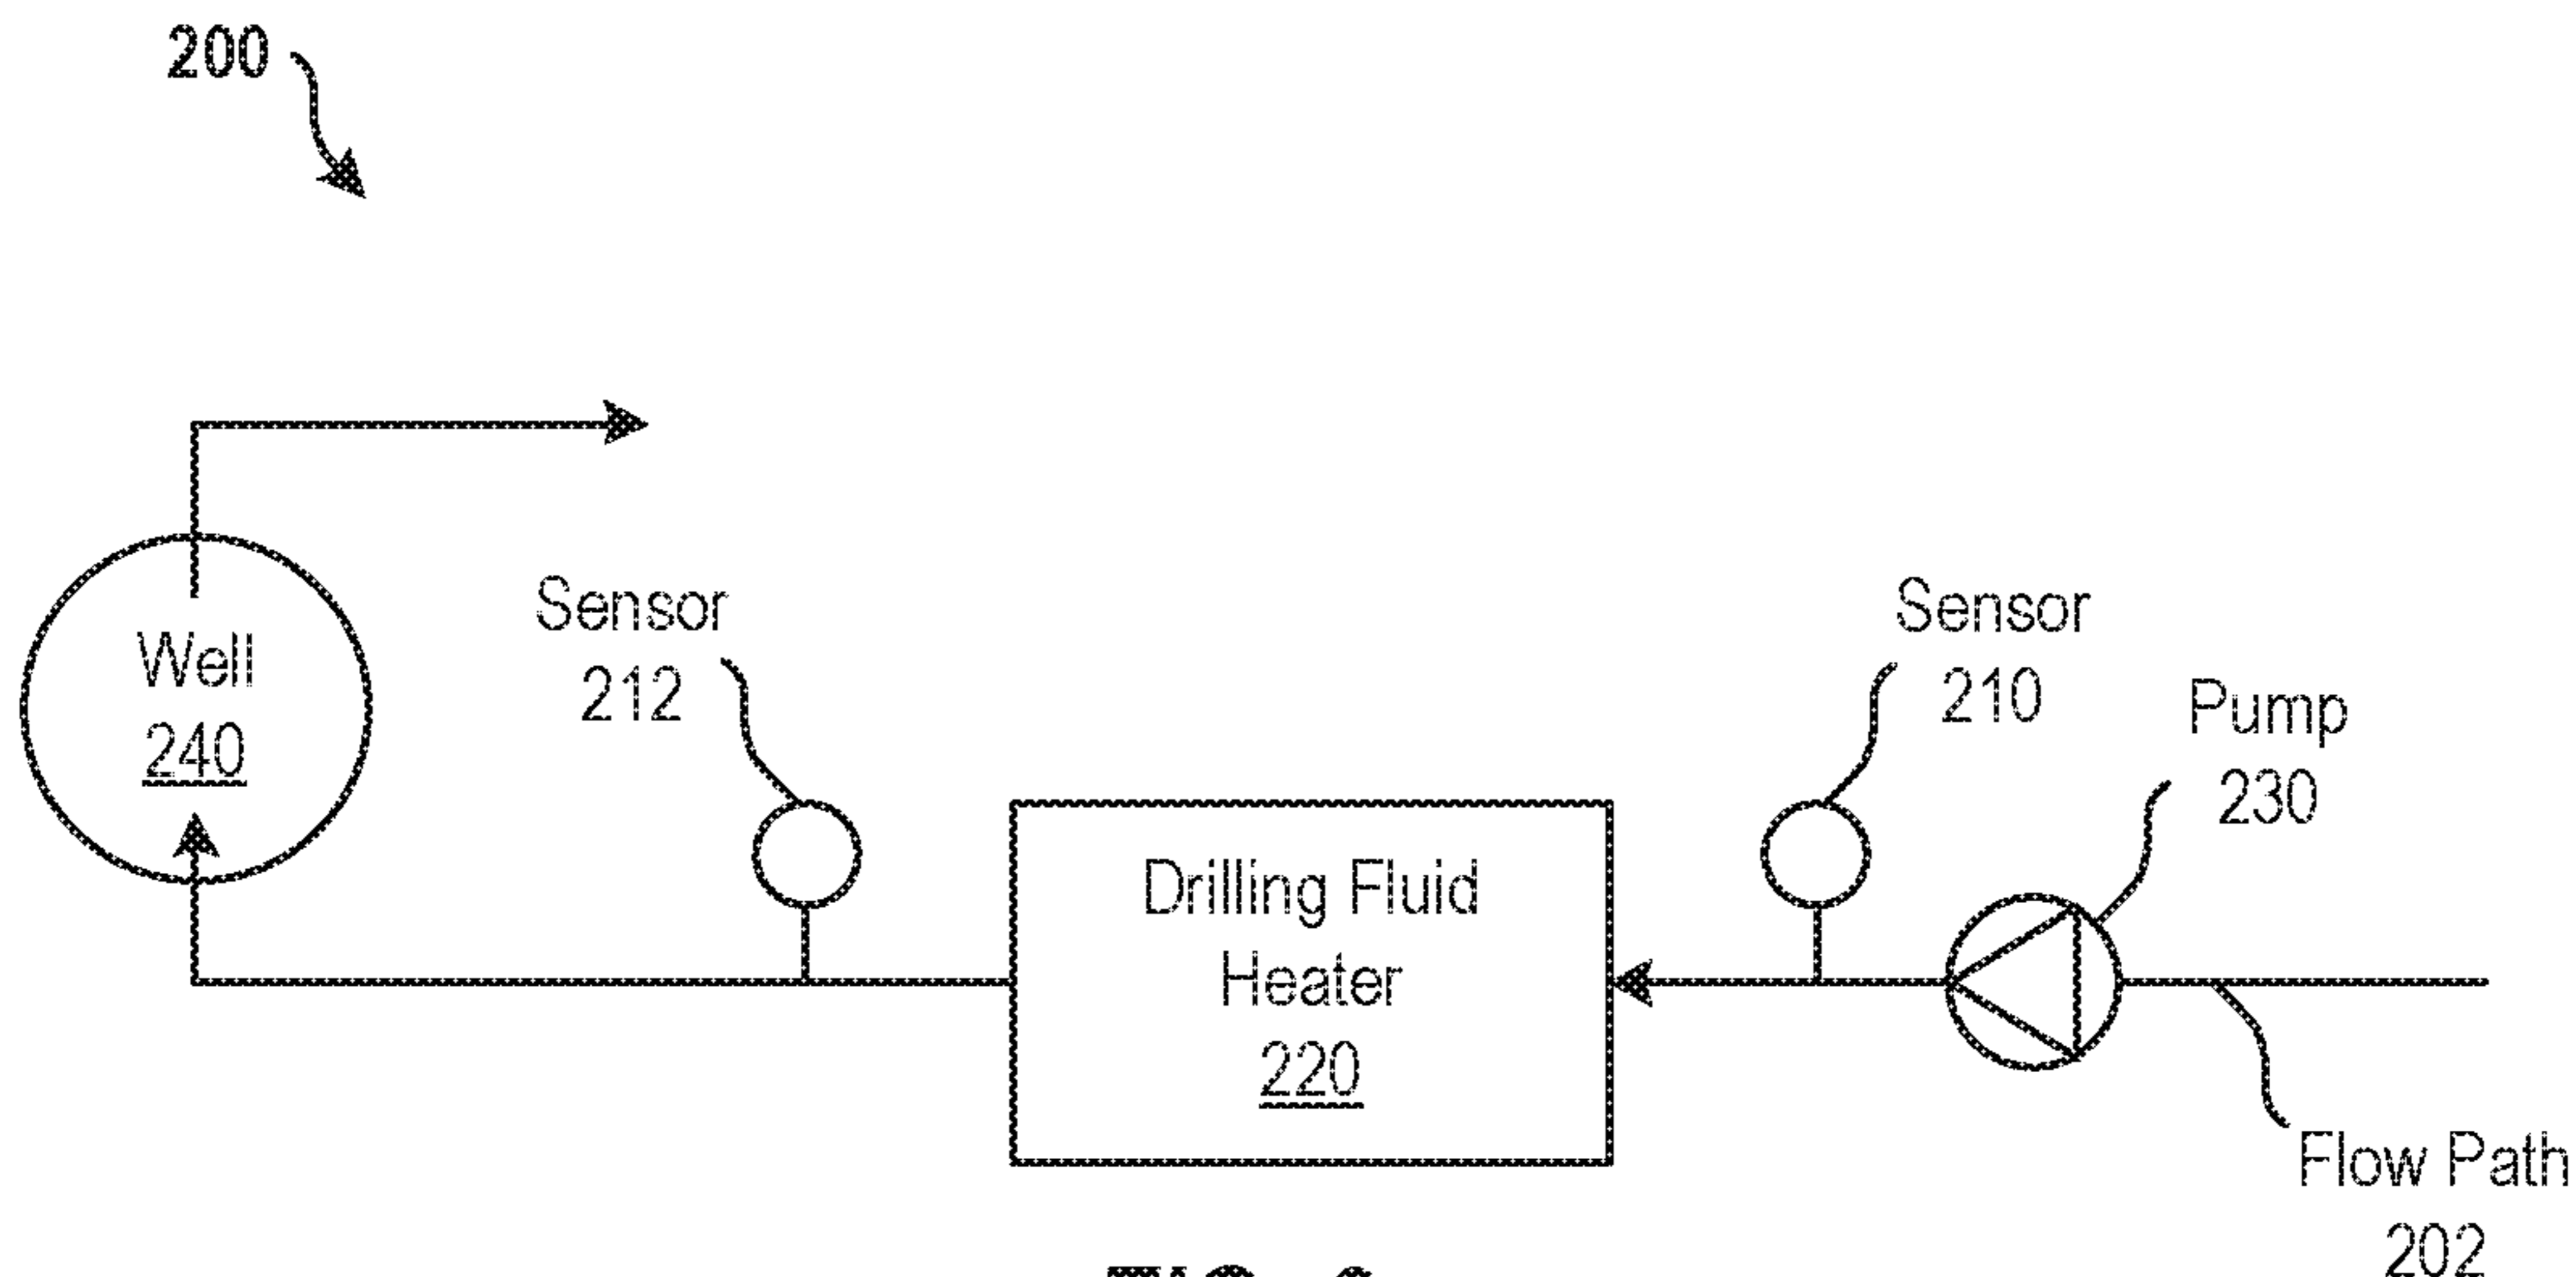 200
Sensor
212
Sensor
210
Pump
230
Well
240
Drilling Fluid
Heater
220
Flow Path
202